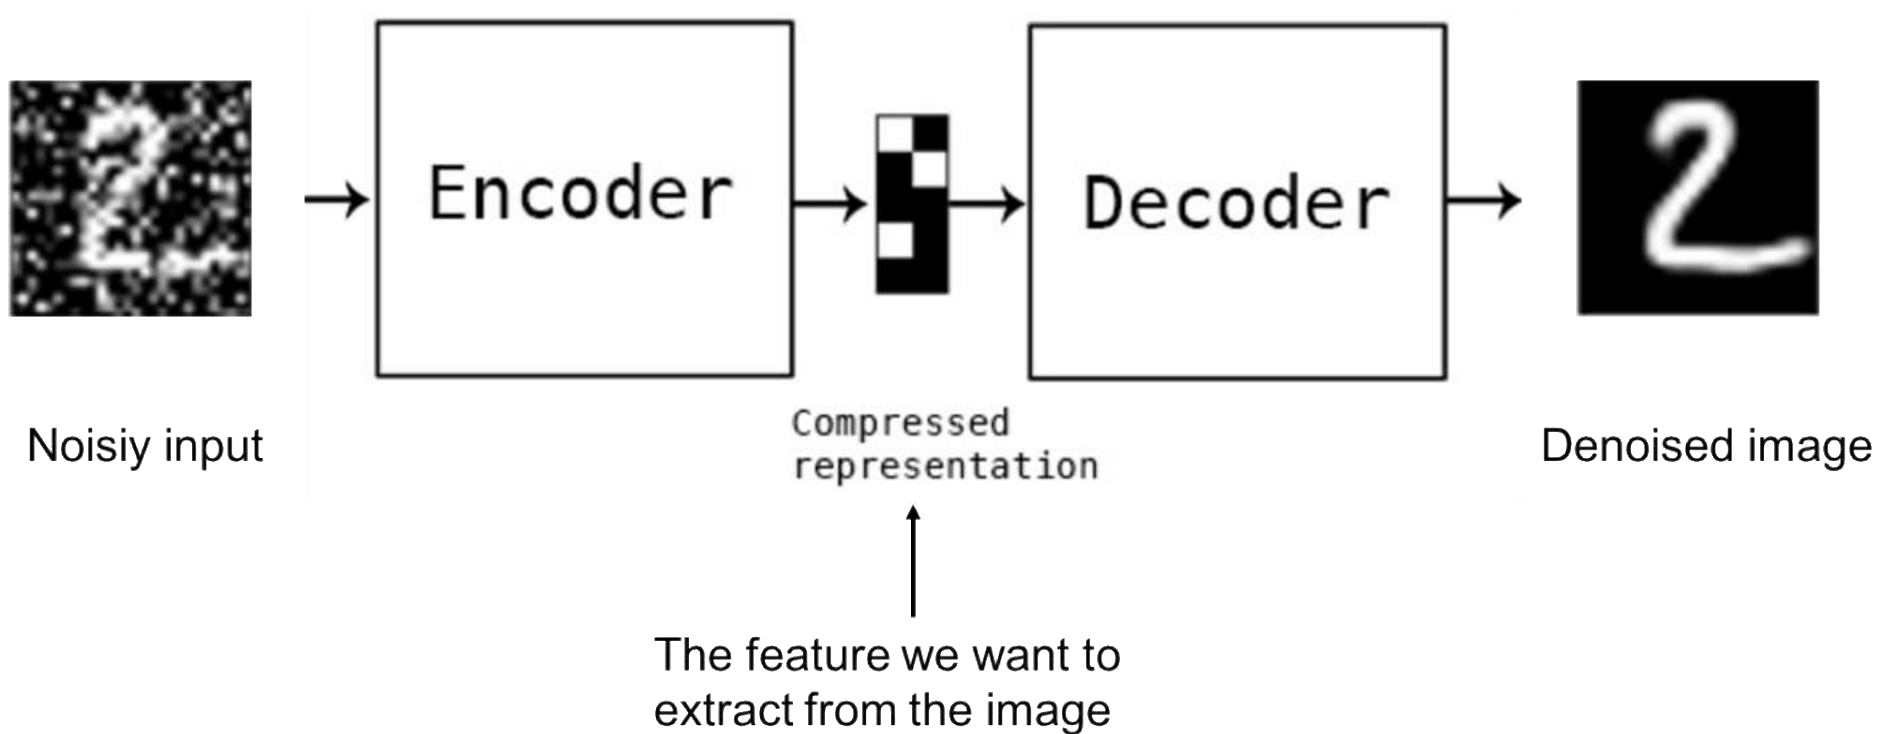 Encoder
Decoder
Noisiy input
Compressed
representation
Denoised image
The feature we want to
extract from the image